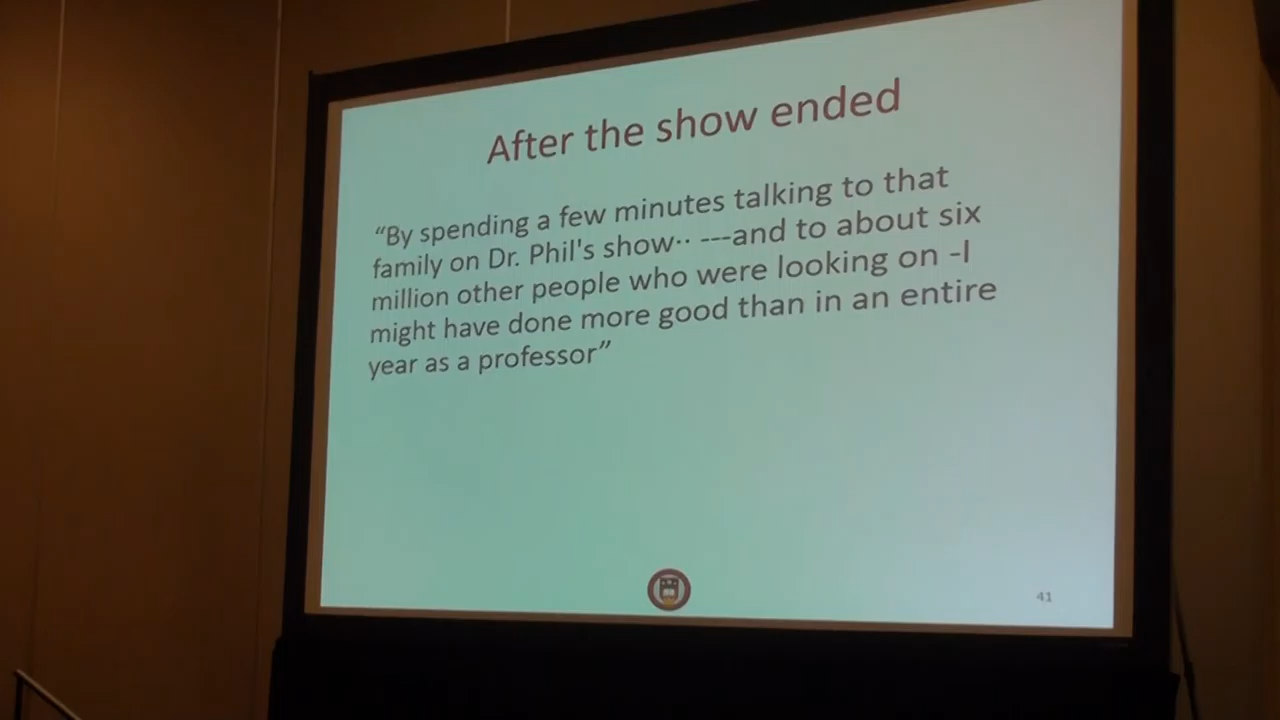 After the show ended
“By spending a few minutes talking to that
family on Dr. Phil's show·· ---and to about six
million other people who were looking on -I
might have done more good than in an entire
year as a professor”
41